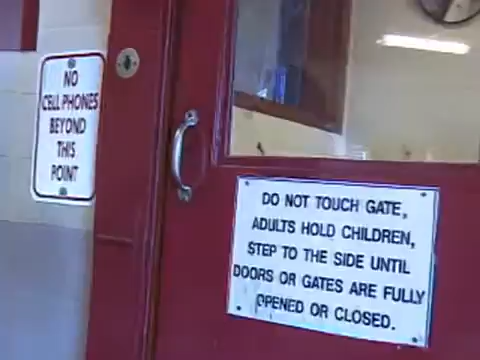 NO
CELL PHONES
BEYOND
THIS
POINT
DO NOT TOUCH GATE,
ADULTS HOLD CHILDREN,
STEP TO THE SIDE UNTIL
DOORS OR GATES ARE FULLY
OPENED OR CLOSED.